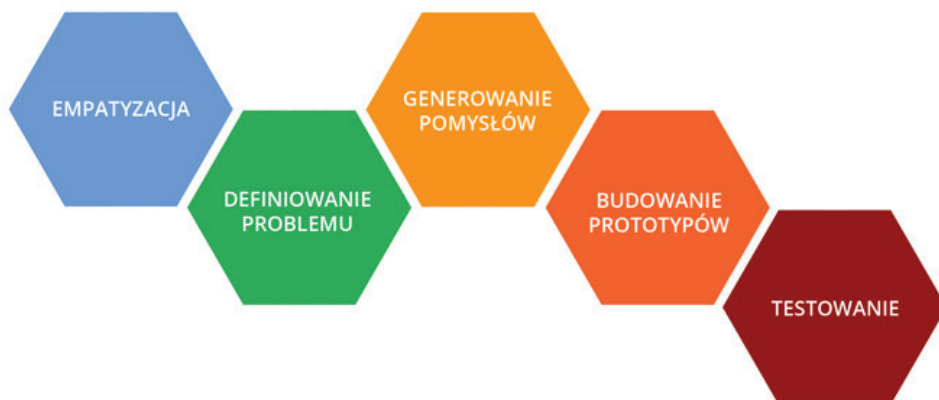 EMPATYZACJA
DEFINIOWANIE
PROBLEMU
GENEROWANIE
POMYSŁÓW
BUDOWANIE
PROTOTYPÓW
TESTOWANIE